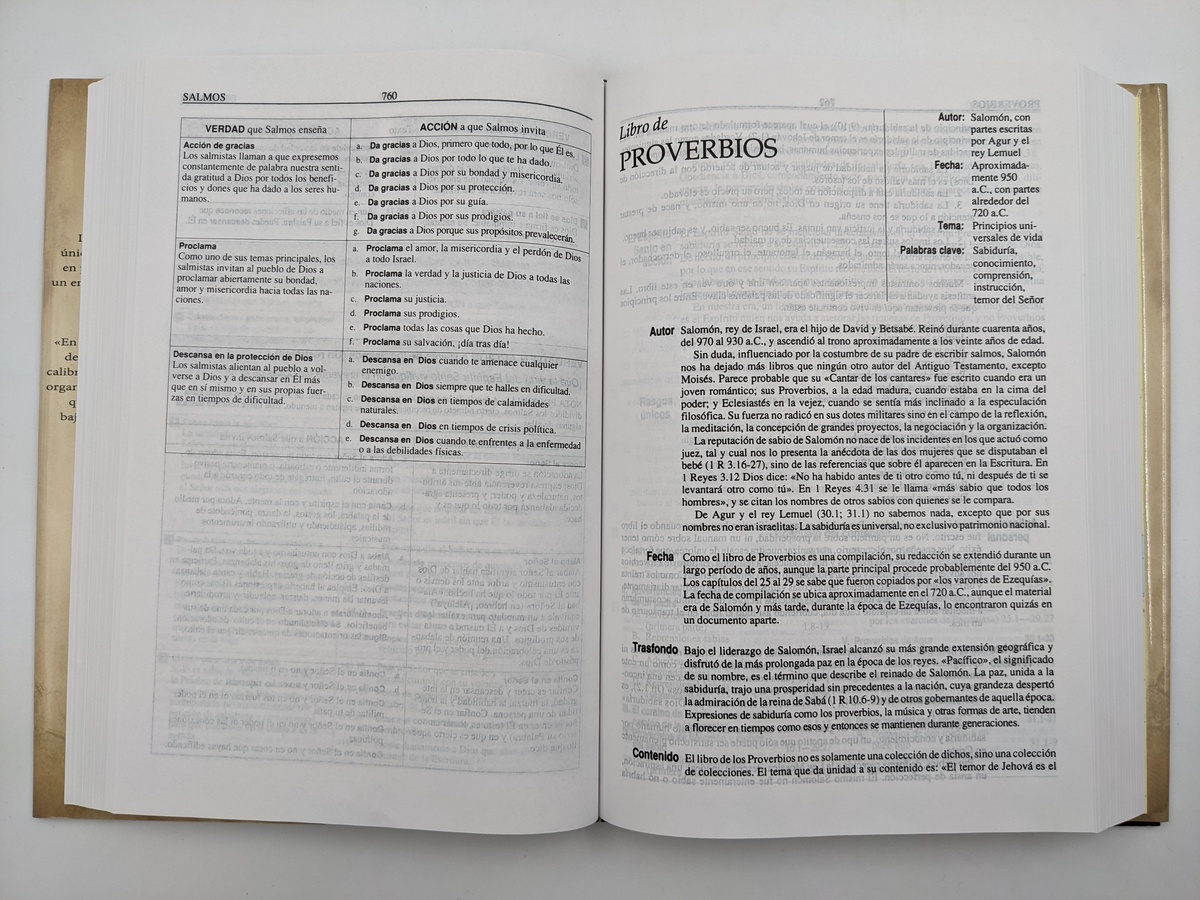 SALMOS 760
VERDAD que Salmos enseña
Acción de gracias
Los salmistas llaman a que expresemos
constantemente de palabra nuestra senti-
da gratitud a Dios por todos los benefi-
cios y dones que ha dado a los seres hu-
manos.
ACCIÓN a que Salmos invita
a. Da gracias a Dios, primero que todo, por lo que Él es.
b. Da gracias a Dios por todo lo que te ha dado.
c. Da gracias a Dios por su bondad y misericordia.
d. Da gracias a Dios por su protección.
e. Da gracias a Dios por su guía.
f. Da gracias a Dios por sus prodigios.
g. Da gracias a Dios porque sus propósitos prevalecerán.
Proclama
Como uno de sus temas principales, los
salmistas invitan al pueblo de Dios a
proclamar abiertamente su bondad,
amor y misericordia hacia todas las na-
ciones.
a. Proclama el amor, la misericordia y el perdón de Dios
a todo Israel.
b. Proclama la verdad y la justicia de Dios a todas las
naciones.
c. Proclama su justicia.
d. Proclama sus prodigios.
e. Proclama todas las cosas que Dios ha hecho.
f. Proclama su salvación, ¡día tras día!
Descansa en la protección de Dios
Los salmistas alientan al pueblo a vol-
verse a Dios y a descansar en Él más
que en sí mismo y en sus propias fuer-
zas en tiempos de dificultad.
a. Descansa en Dios cuando te amenace cualquier
enemigo.
b. Descansa en Dios siempre que te halles en dificultad.
c. Descansa en Dios en tiempos de calamidades
naturales.
d. Descansa en Dios en tiempos de crisis política.
e. Descansa en Dios cuando te enfrentes a la enfermedad
o a las debilidades físicas.
Libro de
PROVERBIOS
Autor: Salomón, con
partes escritas
por Agur y el
rey Lemuel
Fecha: Aproximada-
mente 950
a.C., con partes
alrededor del
720 a.C.
Tema: Principios uni-
versales de vida
Palabras clave: Sabiduría,
conocimiento,
comprensión,
instrucción,
temor del Señor
Autor Salomón, rey de Israel, era el hijo de David y Betsabé. Reinó durante cuarenta años,
del 970 al 930 a.C., y ascendió al trono aproximadamente a los veinte años de edad.
Sin duda, influenciado por la costumbre de su padre de escribir salmos, Salomón
nos ha dejado más libros que ningún otro autor del Antiguo Testamento, excepto
Moisés. Parece probable que su «Cantar de los cantares» fue escrito cuando era un
joven romántico; sus Proverbios, a la edad madura, cuando estaba en la cima del
poder; y Eclesiastés en la vejez, cuando se sentía más inclinado a la especulación
filosófica. Su fuerza no radicó en sus dotes militares sino en el campo de la reflexión,
la meditación, la concepción de grandes proyectos, la negociación y la organización.
La reputación de sabio de Salomón no nace de los incidentes en los que actuó como
juez, tal y cual nos lo presenta la anécdota de las dos mujeres que se disputaban el
bebé (1 R 3.16-27), sino de las referencias que sobre él aparecen en la Escritura. En
1 Reyes 3.12 Dios dice: «No ha habido antes de ti otro como tú, ni después de ti se
levantará otro como tú». En 1 Reyes 4.31 se le llama «más sabio que todos los
hombres», y se citan los nombres de otros sabios con quienes se le compara.
De Agur y el rey Lemuel (30.1; 31.1) no sabemos nada, excepto que por sus
nombres no eran israelitas. La sabiduría es universal, no exclusivo patrimonio nacional.
Fecha Como el libro de Proverbios es una compilación, su redacción se extendió durante un
largo período de años, aunque la parte principal procede probablemente del 950 a.C.
Los capítulos del 25 al 29 se sabe que fueron copiados por «los varones de Ezequías».
La fecha de compilación se ubica aproximadamente en el 720 a.C., aunque el material
era de Salomón y más tarde, durante la época de Ezequías, lo encontraron quizás en
un documento aparte.
Trasfondo Bajo el liderazgo de Salomón, Israel alcanzó su más grande extensión geográfica y
disfrutó de la más prolongada paz en la época de los reyes. «Pacífico», el significado
de su nombre, es el término que describe el reinado de Salomón. La paz, unida a la
sabiduría, trajo una prosperidad sin precedentes a la nación, cuya grandeza despertó
la admiración de la reina de Sabá (1 R 10.6-9) y de otros gobernantes de aquella época.
Expresiones de sabiduría como los proverbios, la música y otras formas de arte, tienden
a florecer en tiempos como esos y entonces se mantienen durante generaciones.
Contenido El libro de los Proverbios no es solamente una colección de dichos, sino una colección
de colecciones. El tema que da unidad a su contenido es: «El temor de Jehová es el